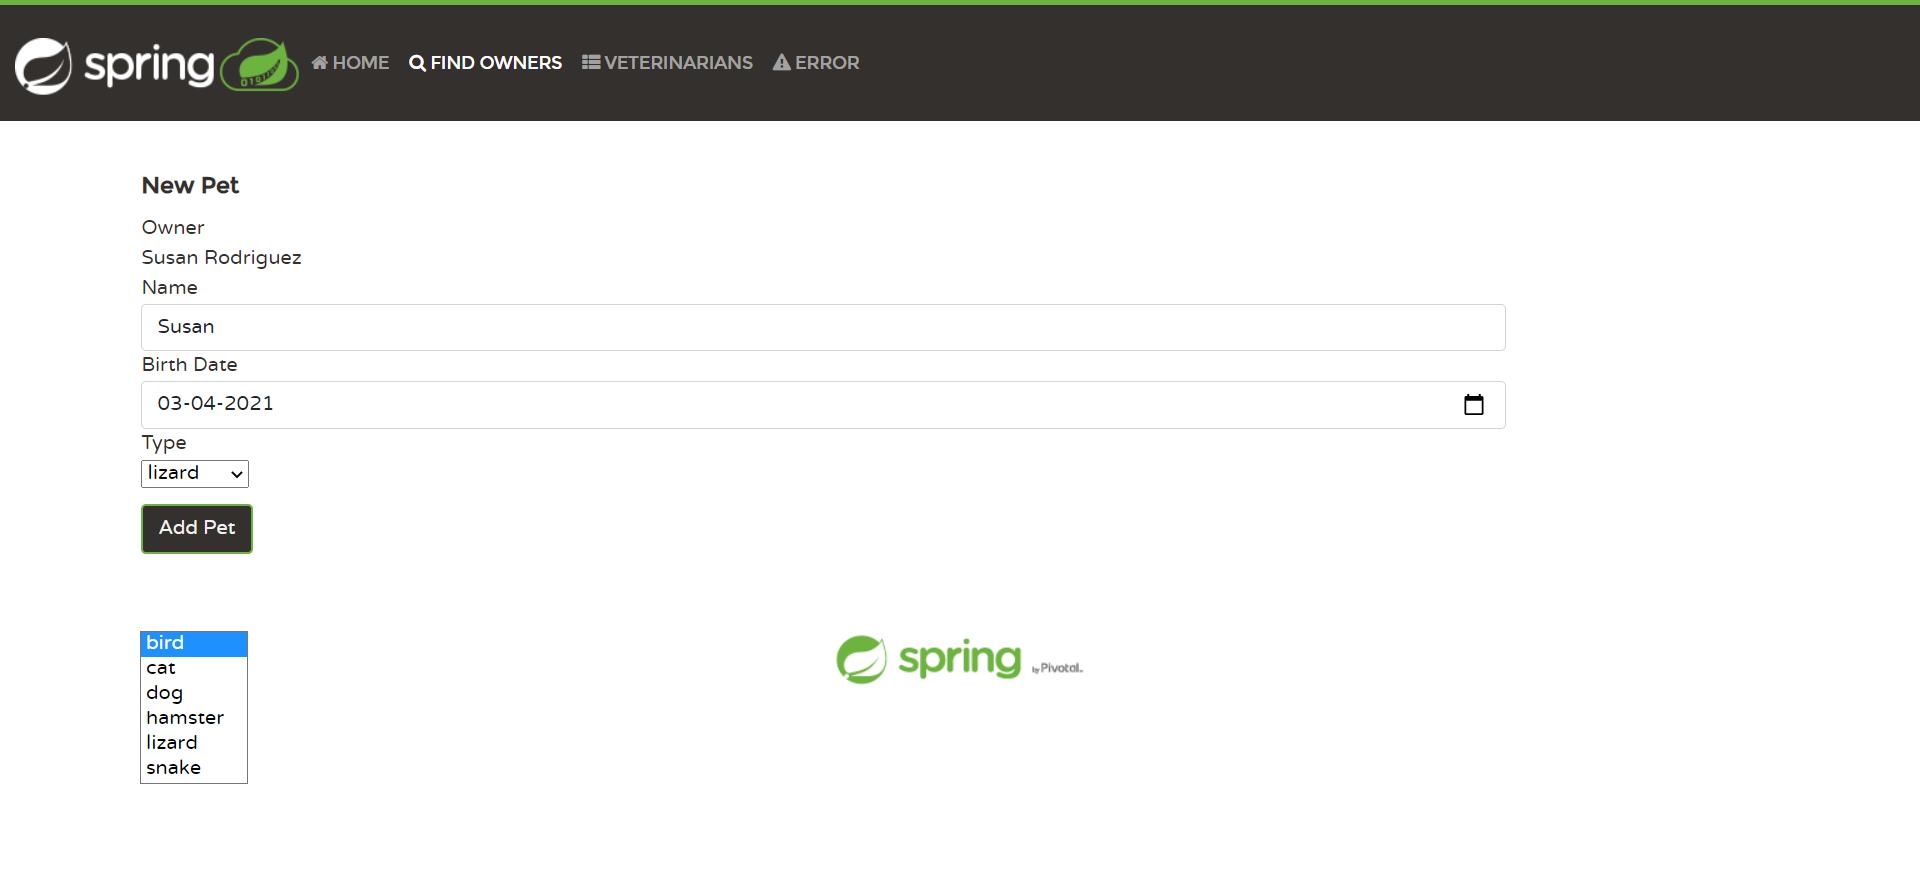 spring HOME FIND OWNERS VETERINARIANS ERROR
New Pet
Owner
Susan Rodriguez
Name
Susan
Birth Date
03-04-2021
Type
lizard
Add Pet
bird
cat
dog
hamster
lizard
snake
spring by Pivotal